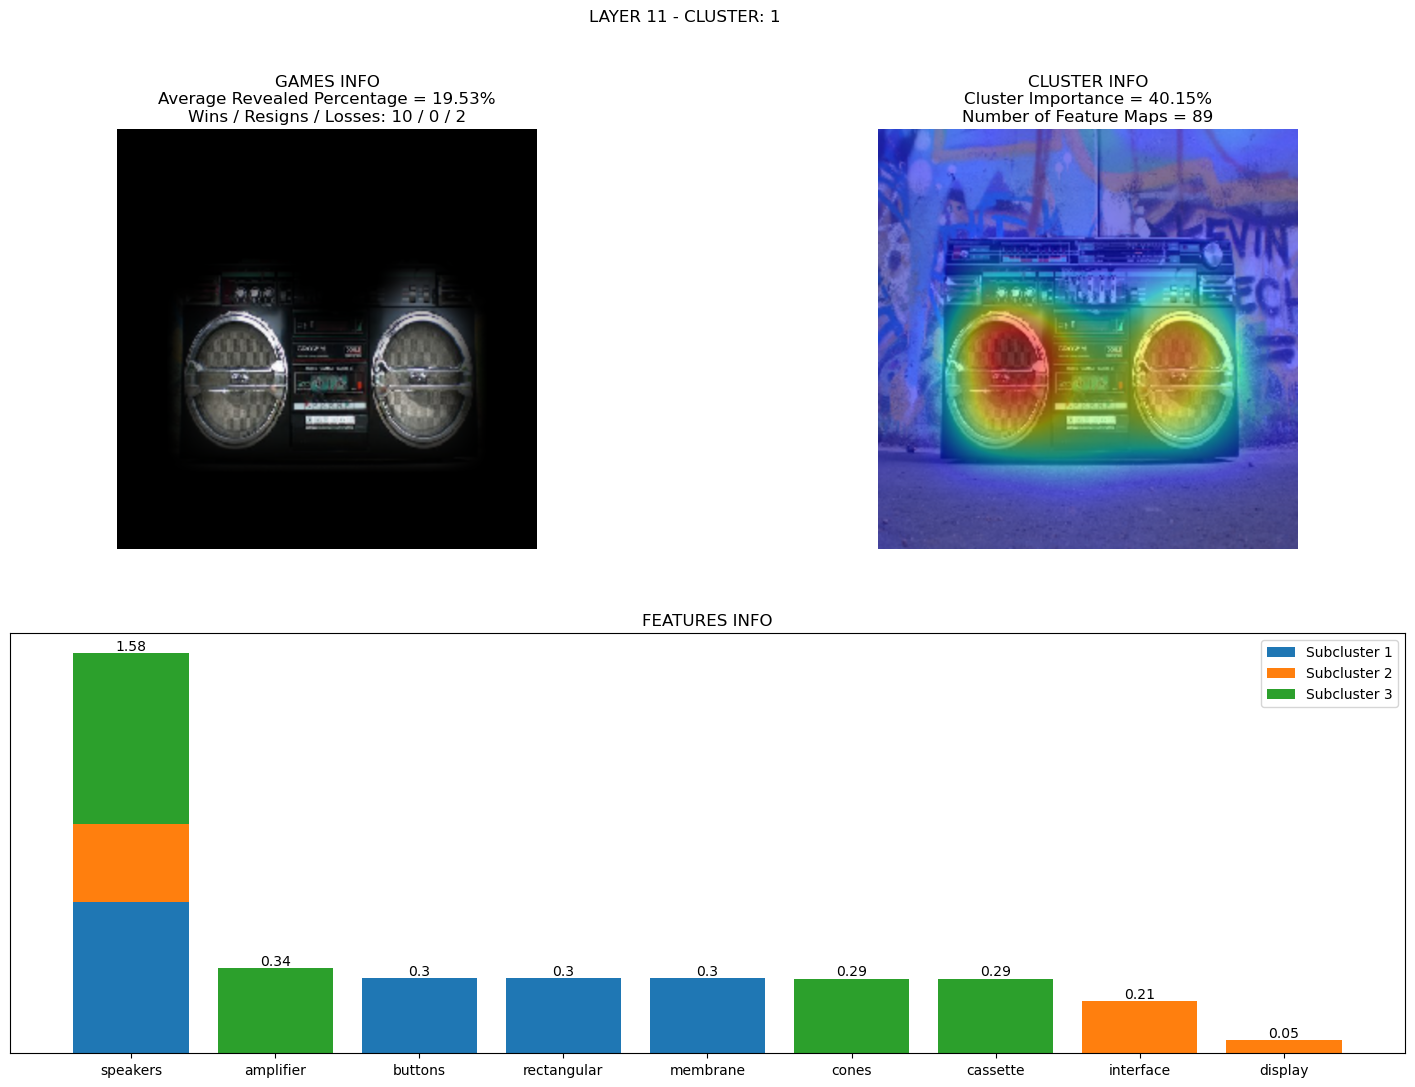 LAYER 11 - CLUSTER: 1
GAMES INFO
Average Revealed Percentage = 19.53%
Wins / Resigns / Losses: 10 / 0 / 2
CLUSTER INFO
Cluster Importance = 40.15%
Number of Feature Maps = 89
EVIN
ECH
FEATURES INFO
Subcluster 1
Subcluster 2
Subcluster 3
1.58
0.34
0.3
0.3
0.3
0.29
0.29
0.21
0.05
speakers
amplifier
buttons
rectangular
membrane
cones
cassette
interface
display